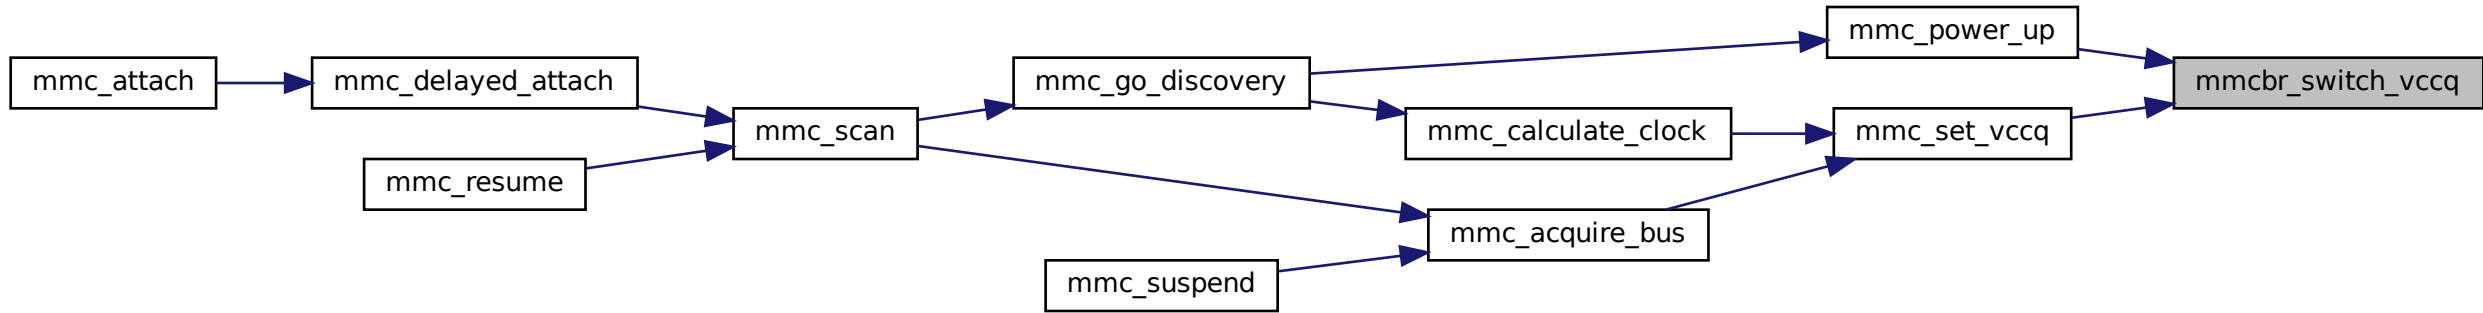 mmc_attach
mmc_delayed_attach
mmc_resume
mmc_scan
mmc_go_discovery
mmc_suspend
mmc_calculate_clock
mmc_acquire_bus
mmc_power_up
mmc_set_vccq
mmcbr_switch_vccq